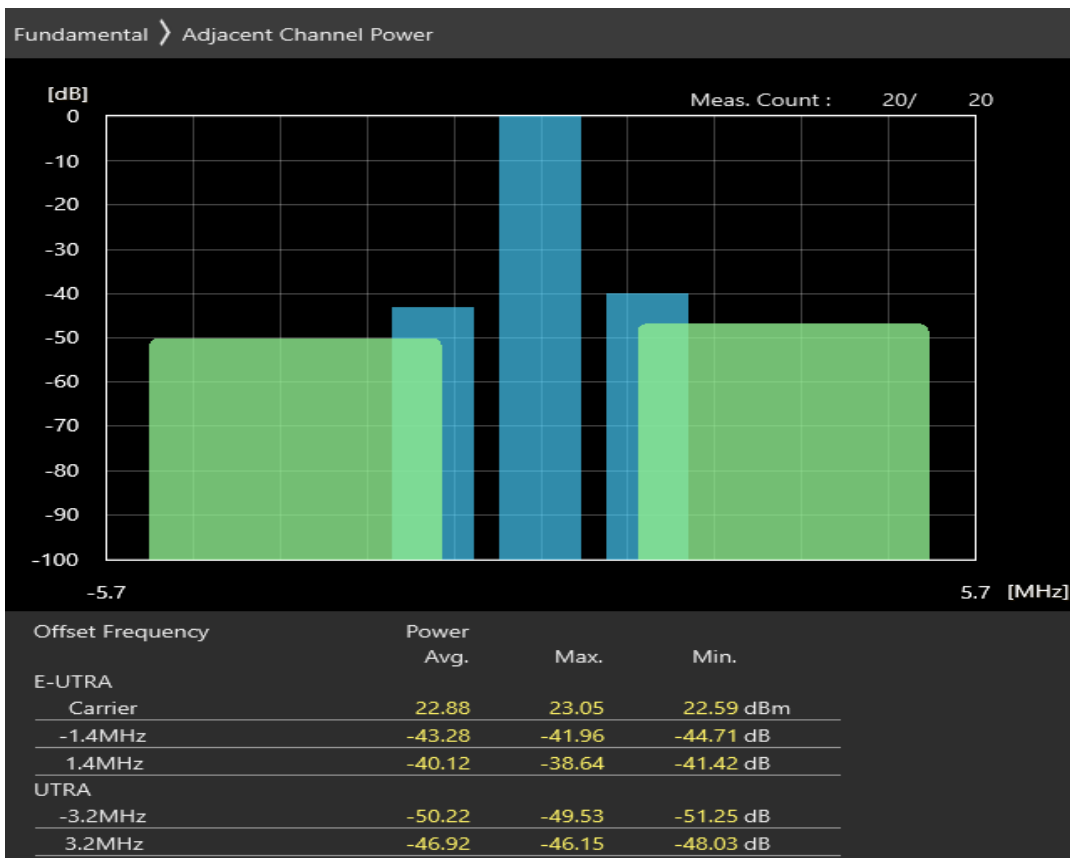 Fundamental 〉 Adjacent Channel Power
[dB]
Meas. Count : 20/ 20
0
-10
-20
-30
-40
-50
-60
-70
-80
-90
-100
-5.7 5.7 [MHz]
Offset Frequency Power
Avg. Max. Min.
E-UTRA
Carrier 22.88 23.05 22.59 dBm
-1.4MHz -43.28 -41.96 -44.71 dB
1.4MHz -40.12 -38.64 -41.42 dB
UTRA
-3.2MHz -50.22 -49.53 -51.25 dB
3.2MHz -46.92 -46.15 -48.03 dB